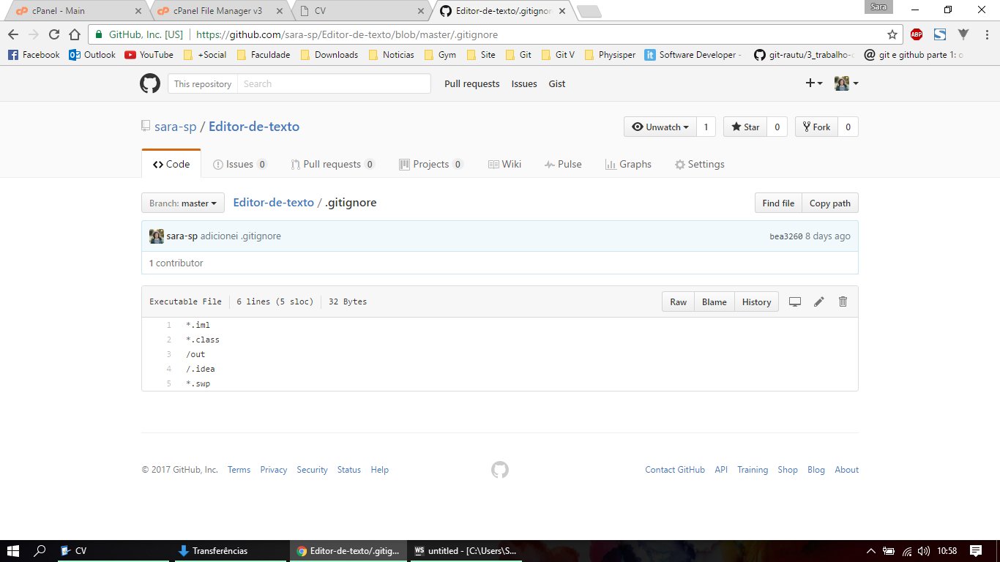 cPanel - Main
cPanel File Manager v3
CV
Editor-de-texto/.gitignor
Sara
GitHub, Inc. [US]
https://github.com/sara-sp/Editor-de-texto/blob/master/.gitignore
ABP
Facebook
Outlook
YouTube
+Social
Faculdade
Downloads
Noticias
Gym
Site
Git
Git V
Physisper
it
Software Developer -
git-rautu/3_trabalho-
git e github parte 1: o
This repository
Search
Pull requests
Issues
Gist
sara-sp / Editor-de-texto
Unwatch
1
Star
0
Fork
0
Code
Issues 0
Pull requests 0
Projects 0
Wiki
Pulse
Graphs
Settings
Branch: master
Editor-de-texto / .gitignore
Find file
Copy path
sara-sp adicionei .gitignore
bea3260 8 days ago
1 contributor
Executable File
6 lines (5 sloc)
32 Bytes
Raw
Blame
History
1 *.iml
2 *.class
3 /out
4 /.idea
5 *.swp
© 2017 GitHub, Inc.
Terms
Privacy
Security
Status
Help
Contact GitHub
API
Training
Shop
Blog
About
CV
Transferências
Editor-de-texto/.gitig...
WS
untitled - [C:\Users\S...
10:58